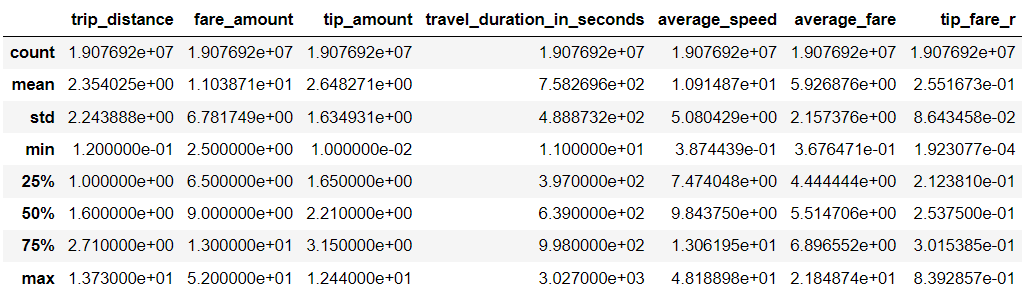 trip_distance fare_amount tip_amount travel_duration_in_seconds average_speed average_fare tip_fare_r
count 1.907692e+07 1.907692e+07 1.907692e+07 1.907692e+07 1.907692e+07 1.907692e+07 1.907692e+07
mean 2.354025e+00 1.103871e+01 2.648271e+00 7.582696e+02 1.091487e+01 5.926876e+00 2.551673e-01
std 2.243888e+00 6.781749e+00 1.634931e+00 4.888732e+02 5.080429e+00 2.157376e+00 8.643458e-02
min 1.200000e-01 2.500000e+00 1.000000e-02 1.100000e+01 3.874439e-01 3.676471e-01 1.923077e-04
25% 1.000000e+00 6.500000e+00 1.650000e+00 3.970000e+02 7.474048e+00 4.444444e+00 2.123810e-01
50% 1.600000e+00 9.000000e+00 2.210000e+00 6.390000e+02 9.843750e+00 5.514706e+00 2.537500e-01
75% 2.710000e+00 1.300000e+01 3.150000e+00 9.980000e+02 1.306195e+01 6.896552e+00 3.015385e-01
max 1.373000e+01 5.200000e+01 1.244000e+01 3.027000e+03 4.818898e+01 2.184874e+01 8.392857e-01